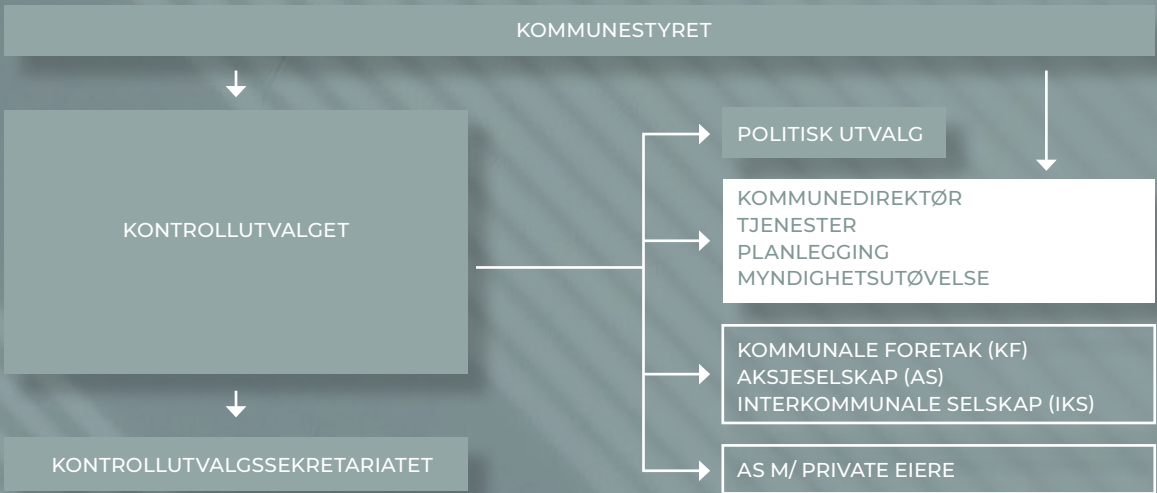 KOMMUNESTYRET
KONTROLLUTVALGET
KONTROLLUTVALGSSEKRETARIATET
POLITISK UTVALG
KOMMUNEDIREKTØR
TJENESTER
PLANLEGGING
MYNDIGHETSUTØVELSE
KOMMUNALE FORETAK (KF)
AKSJESELSKAP (AS)
INTERKOMMUNALE SELSKAP (IKS)
AS M/ PRIVATE EIERE